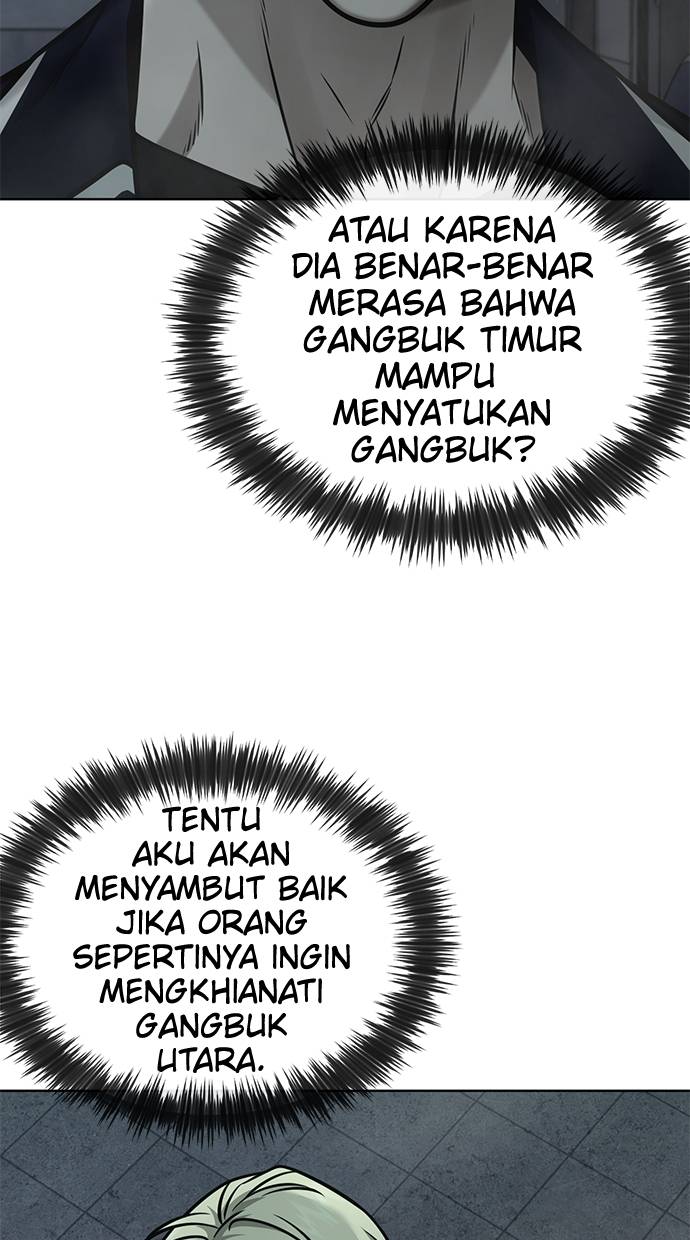 ATAU KARENA
DIA BENAR-BENAR
MERASA BAHWA
GANGBUK TIMUR
MAMPU
MENYATUKAN
GANGBUK?
TENTU
AKU AKAN
MENYAMBUT BAIK
JIKA ORANG
SEPERTINYA INGIN
MENGKHIANATI
GANGBUK
UTARA.